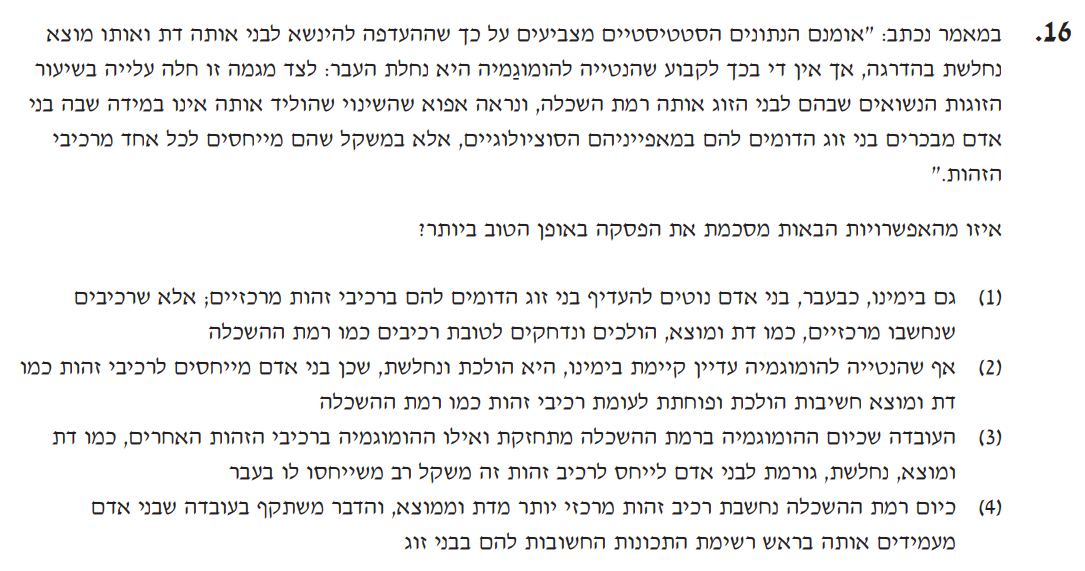 16. במאמר נכתב: "אומנם הנתונים הסטטיסטיים מצביעים על כך שההעדפה להינשא לבני אותה דת ואותו מוצא
נחלשת בהדרגה, אך אין די בכך לקבוע שהנטייה להומוגַמיה היא נחלת העבר: לצד מגמה זו חלה עלייה בשיעור
הזוגות הנשואים שבהם לבני הזוג אותה רמת השכלה, ונראה אפוא שהשינוי שהוליד אותה אינו במידה שבה בני
אדם מבכרים בני זוג הדומים להם במאפייניהם הסוציולוגיים, אלא במשקל שהם מייחסים לכל אחד מרכיבי
הזהות."
איזו מהאפשרויות הבאות מסכמת את הפסקה באופן הטוב ביותר?
(1) גם בימינו, כבעבר, בני אדם נוטים להעדיף בני זוג הדומים להם ברכיבי זהות מרכזיים; אלא שרכיבים
שנחשבו מרכזיים, כמו דת ומוצא, הולכים ונדחקים לטובת רכיבים כמו רמת ההשכלה
(2) אף שהנטייה להומוגמיה עדיין קיימת בימינו, היא הולכת ונחלשת, שכן בני אדם מייחסים לרכיבי זהות כמו
דת ומוצא חשיבות הולכת ופוחתת לעומת רכיבי זהות כמו רמת ההשכלה
(3) העובדה שכיום ההומוגמיה ברמת ההשכלה מתחזקת ואילו ההומוגמיה ברכיבי הזהות האחרים, כמו דת
ומוצא, נחלשת, גורמת לבני אדם לייחס לרכיב זהות זה משקל רב משייחסו לו בעבר
(4) כיום רמת ההשכלה נחשבת רכיב זהות מרכזי יותר מדת וממוצא, והדבר משתקף בעובדה שבני אדם
מעמידים אותה בראש רשימת התכונות החשובות להם בבני זוג